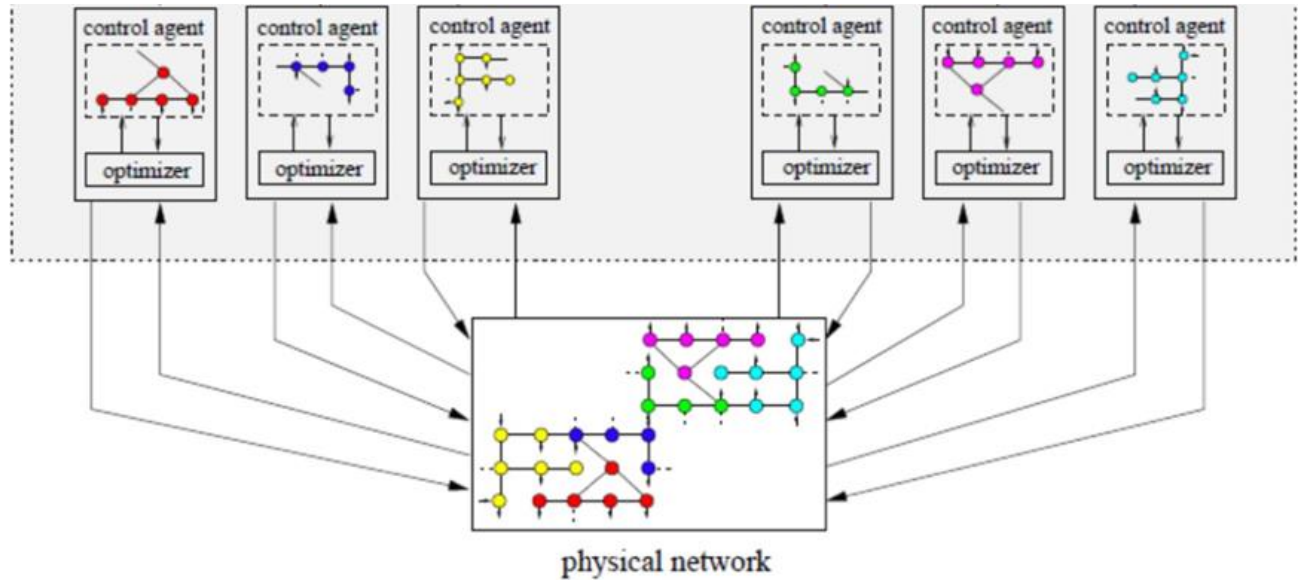 control agent
control agent
control agent
control agent
control agent
control agent
optimizer
optimizer
optimizer
optimizer
optimizer
optimizer
physical network